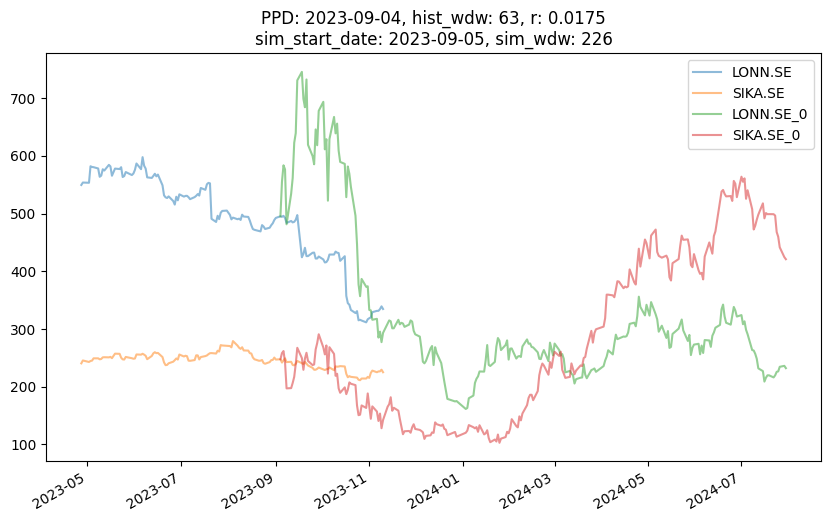 PPD: 2023-09-04, hist_wdw: 63, r: 0.0175
sim_start_date: 2023-09-05, sim_wdw: 226
LONN.SE
SIKA.SE
LONN.SE_0
SIKA.SE_0
700
600
500
400
300
200
100
2023-05
2023-07
2023-09
2023-11
2024-01
2024-03
2024-05
2024-07